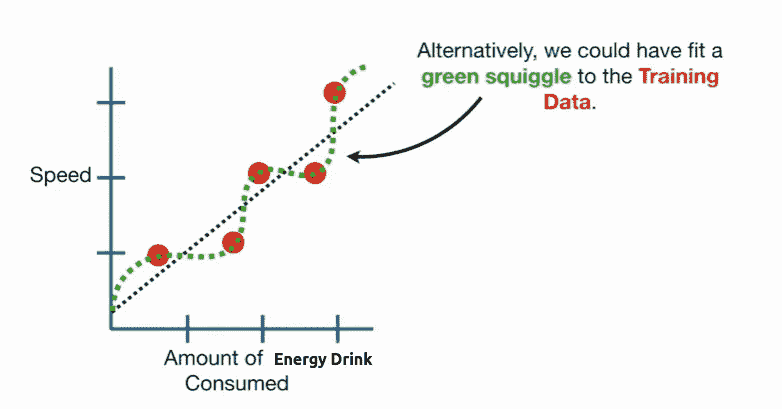 Alternatively, we could have fit a
green squiggle to the Training
Data.
Speed
Amount of Energy Drink
Consumed